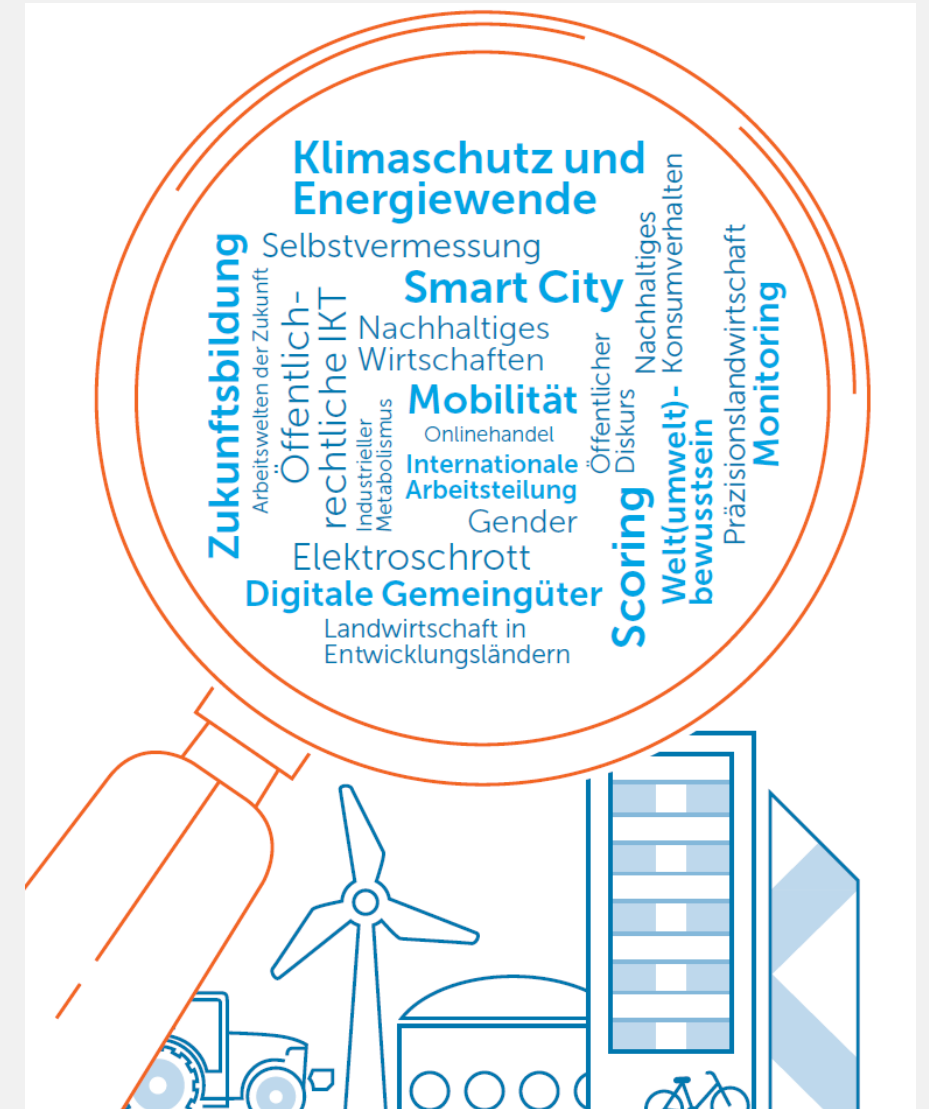 Klimaschutz und
Energiewende
Selbstvermessung
Smart City
Nachhaltiges
Wirtschaften
Mobilität
Onlinehandel
Internationale
Arbeitsteilung
Gender
Elektroschrott
Digitale Gemeingüter
Landwirtschaft in
Entwicklungsländern
Zukunftsbildung
Arbeitswelten der Zukunft
Öffentlich-
rechtliche IKT
Industrieller
Metabolismus
Öffentlicher
Diskurs
Scoring
Nachhaltiges
Konsumverhalten
Welt(umwelt)-
bewusstsein
Präzisionslandwirtschaft
Monitoring